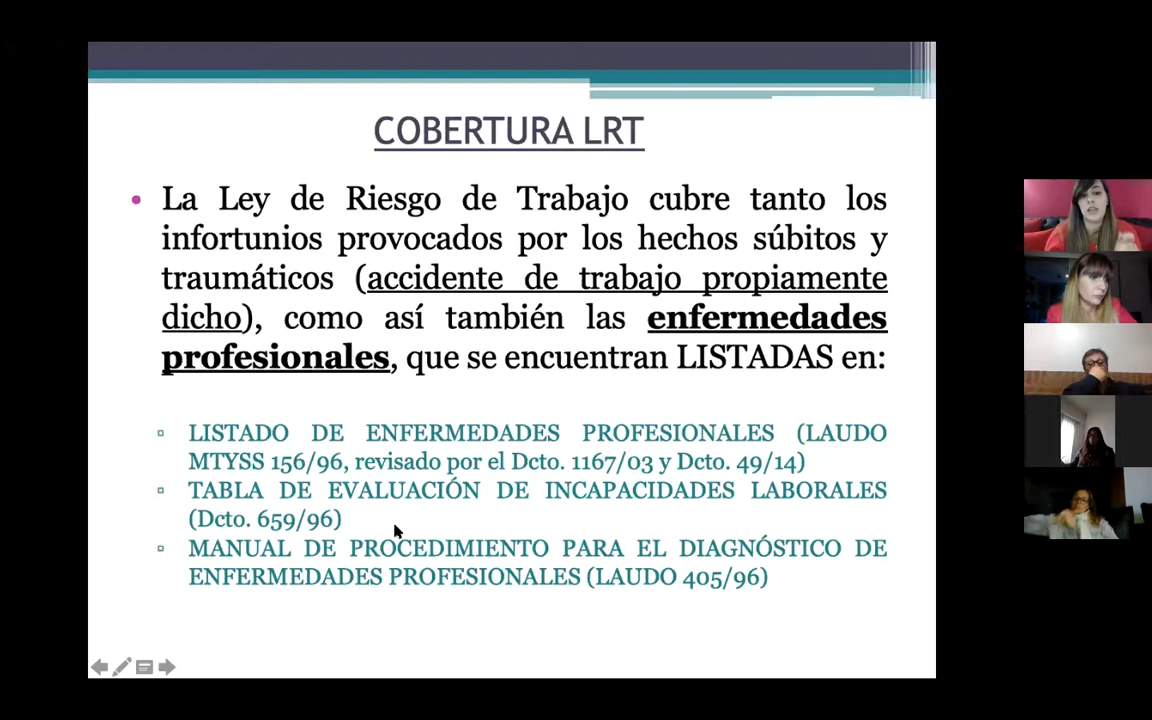 COBERTURA LRT
• La Ley de Riesgo de Trabajo cubre tanto los
infortunios provocados por los hechos súbitos y
traumáticos (accidente de trabajo propiamente
dicho), como así también las enfermedades
profesionales, que se encuentran LISTADAS en:
▫ LISTADO DE ENFERMEDADES PROFESIONALES (LAUDO
MTYSS 156/96, revisado por el Dcto. 1167/03 y Dcto. 49/14)
▫ TABLA DE EVALUACIÓN DE INCAPACIDADES LABORALES
(Dcto. 659/96)
▫ MANUAL DE PROCEDIMIENTO PARA EL DIAGNÓSTICO DE
ENFERMEDADES PROFESIONALES (LAUDO 405/96)